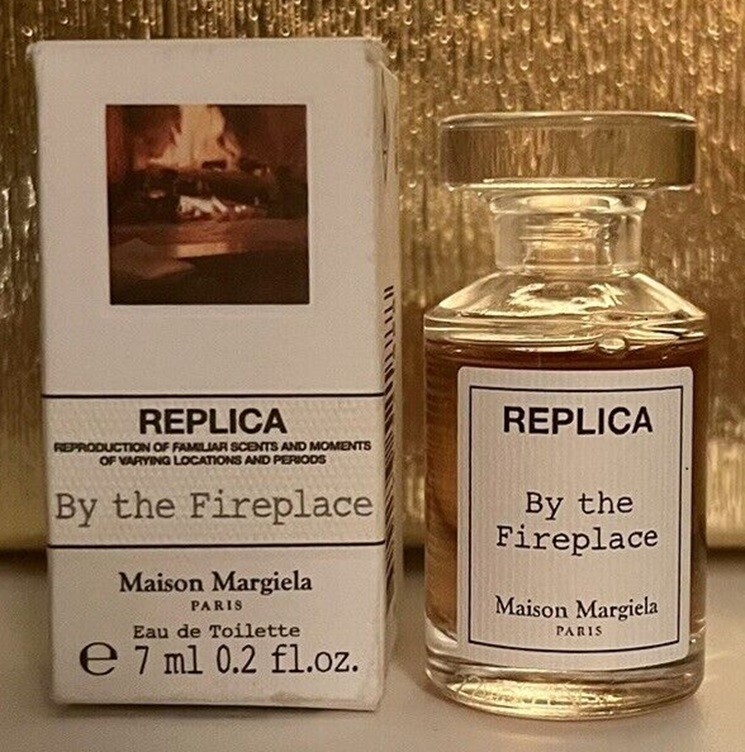 REPLICA
REPRODUCTION OF FAMILIAR SCENTS AND MOMENTS
OF VARYING LOCATIONS AND PERIODS
By the Fireplace
Maison Margiela
PARIS
Eau de Toilette
℮ 7 ml 0.2 fl.oz.
REPLICA
By the
Fireplace
Maison Margiela
PARIS